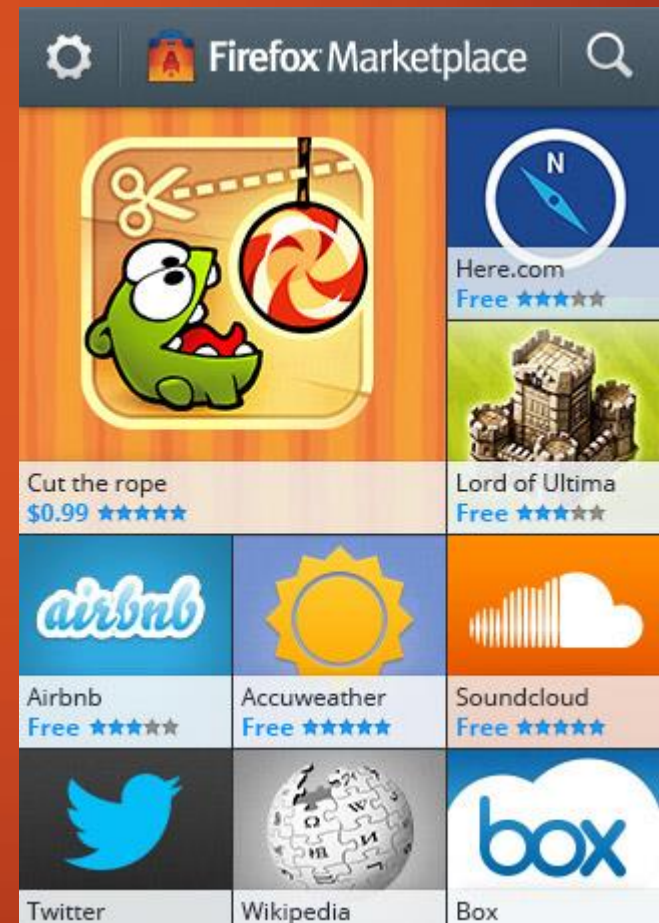 Firefox Marketplace
N
Here.com
Free
Cut the rope
$0.99
Lord of Ultima
Free
airbnb
Airbnb
Free
Accuweather
Free
Soundcloud
Free
Twitter
Wikipedia
box
Box